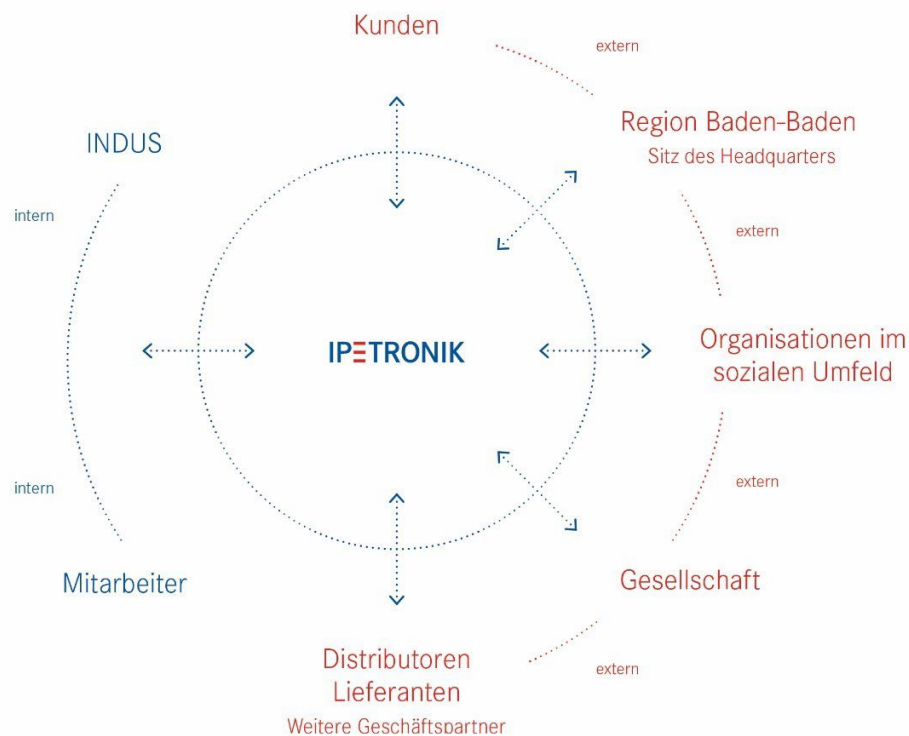 Kunden
extern
Region Baden-Baden
Sitz des Headquarters
INDUS
intern
extern
IPETRONIK
Organisationen im
sozialen Umfeld
intern
extern
Mitarbeiter
Gesellschaft
Distributoren
Lieferanten
extern
Weitere Geschäftspartner